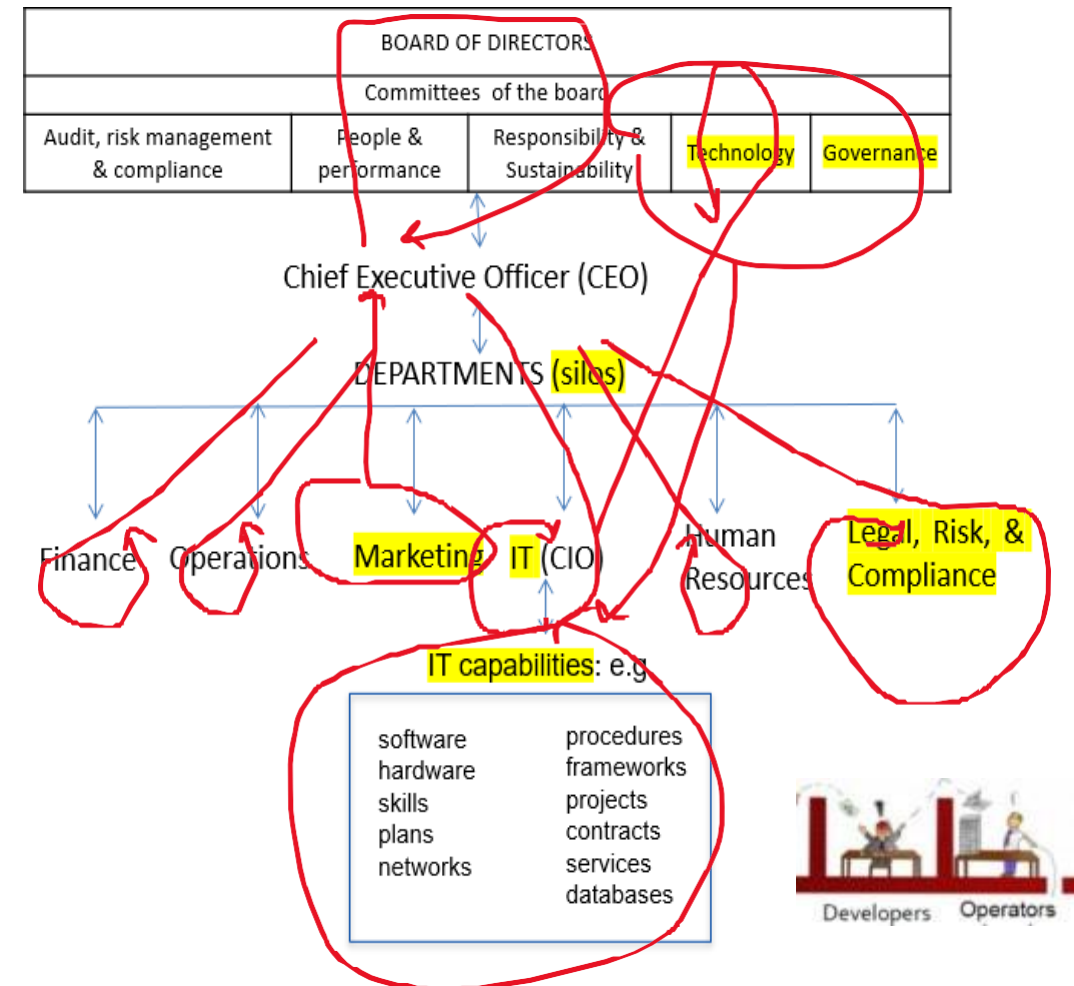 BOARD OF DIRECTORS
Committees of the board
Audit, risk management
& compliance
People &
performance
Responsibility &
Sustainability
Technology
Governance
Chief Executive Officer (CEO)
DEPARTMENTS (silos)
Finance
Operations
Marketing
IT (CIO)
Human
Resources
Legal, Risk, &
Compliance
IT capabilities: e.g
software
hardware
skills
plans
networks
procedures
frameworks
projects
contracts
services
databases
Developers
Operators